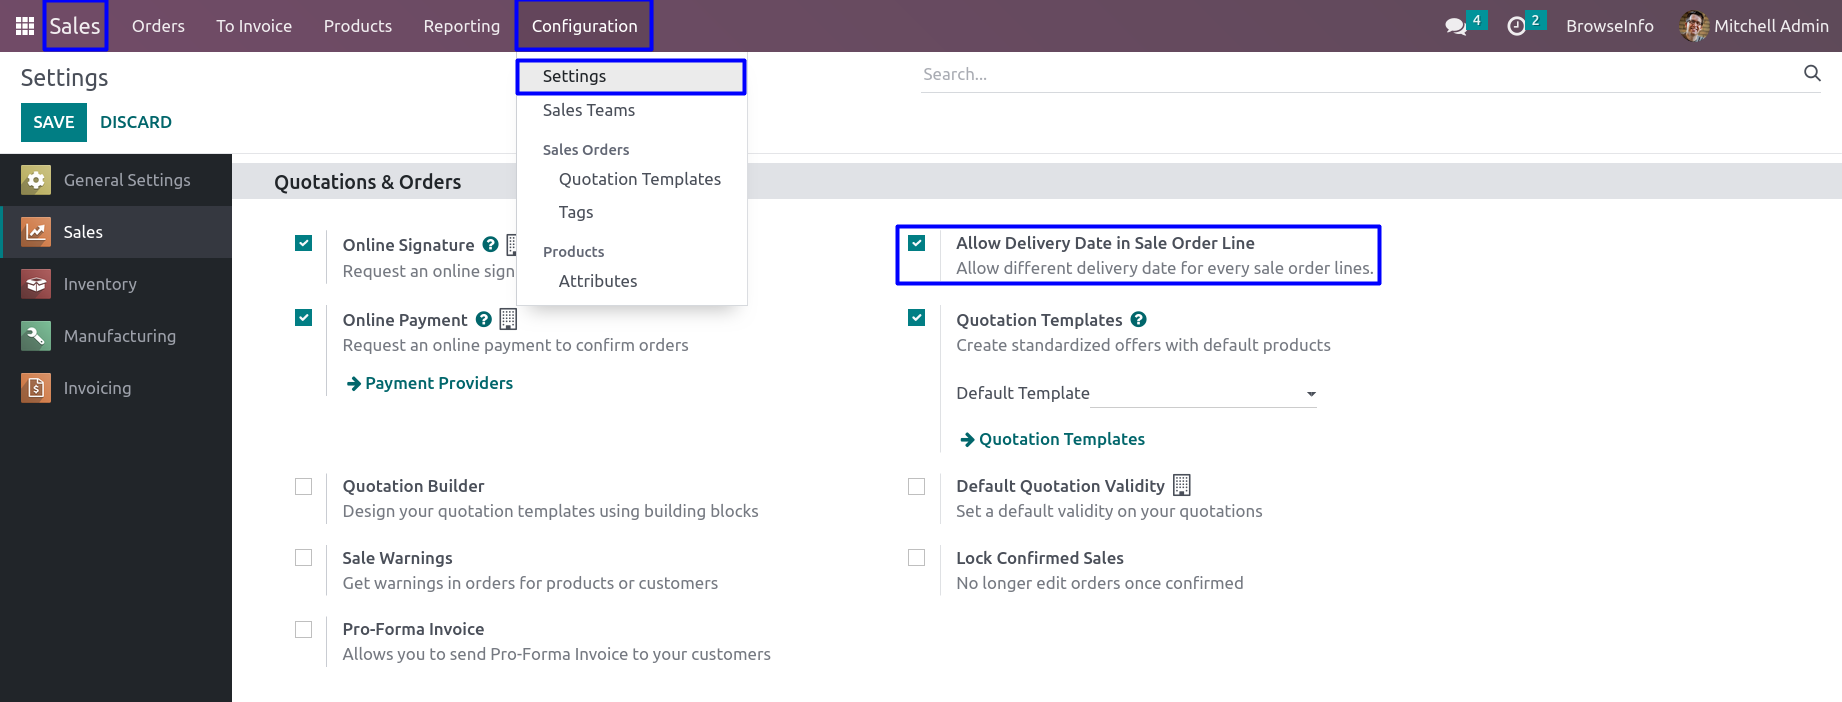 Sales Orders To Invoice Products Reporting Configuration 4 2 BrowseInfo Mitchell Admin
Settings
Search...
SAVE DISCARD
Settings
Sales Teams
Sales Orders
Quotation Templates
Tags
Products
Attributes
General Settings
Sales
Inventory
Manufacturing
Invoicing
Quotations & Orders
Online Signature ?
Request an online sign
Allow Delivery Date in Sale Order Line
Allow different delivery date for every sale order lines.
Online Payment ?
Request an online payment to confirm orders
Payment Providers
Quotation Templates ?
Create standardized offers with default products
Default Template
Quotation Templates
Quotation Builder
Design your quotation templates using building blocks
Default Quotation Validity
Set a default validity on your quotations
Sale Warnings
Get warnings in orders for products or customers
Lock Confirmed Sales
No longer edit orders once confirmed
Pro-Forma Invoice
Allows you to send Pro-Forma Invoice to your customers